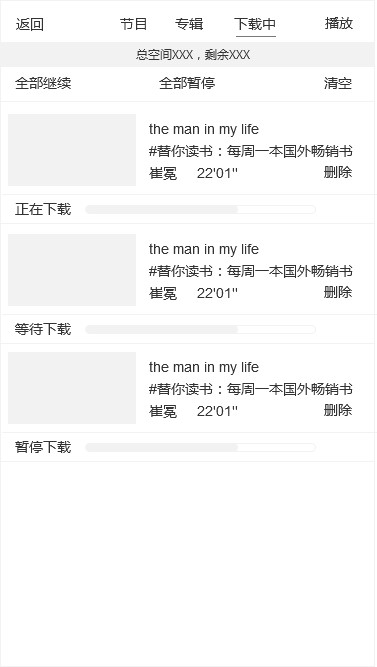 返回 节目 专辑 下载中 播放
总空间XXX，剩余XXX
全部继续 全部暂停 清空
the man in my life
#替你读书：每周一本国外畅销书
崔冕 22'01" 删除
正在下载
the man in my life
#替你读书：每周一本国外畅销书
崔冕 22'01" 删除
等待下载
the man in my life
#替你读书：每周一本国外畅销书
崔冕 22'01" 删除
暂停下载